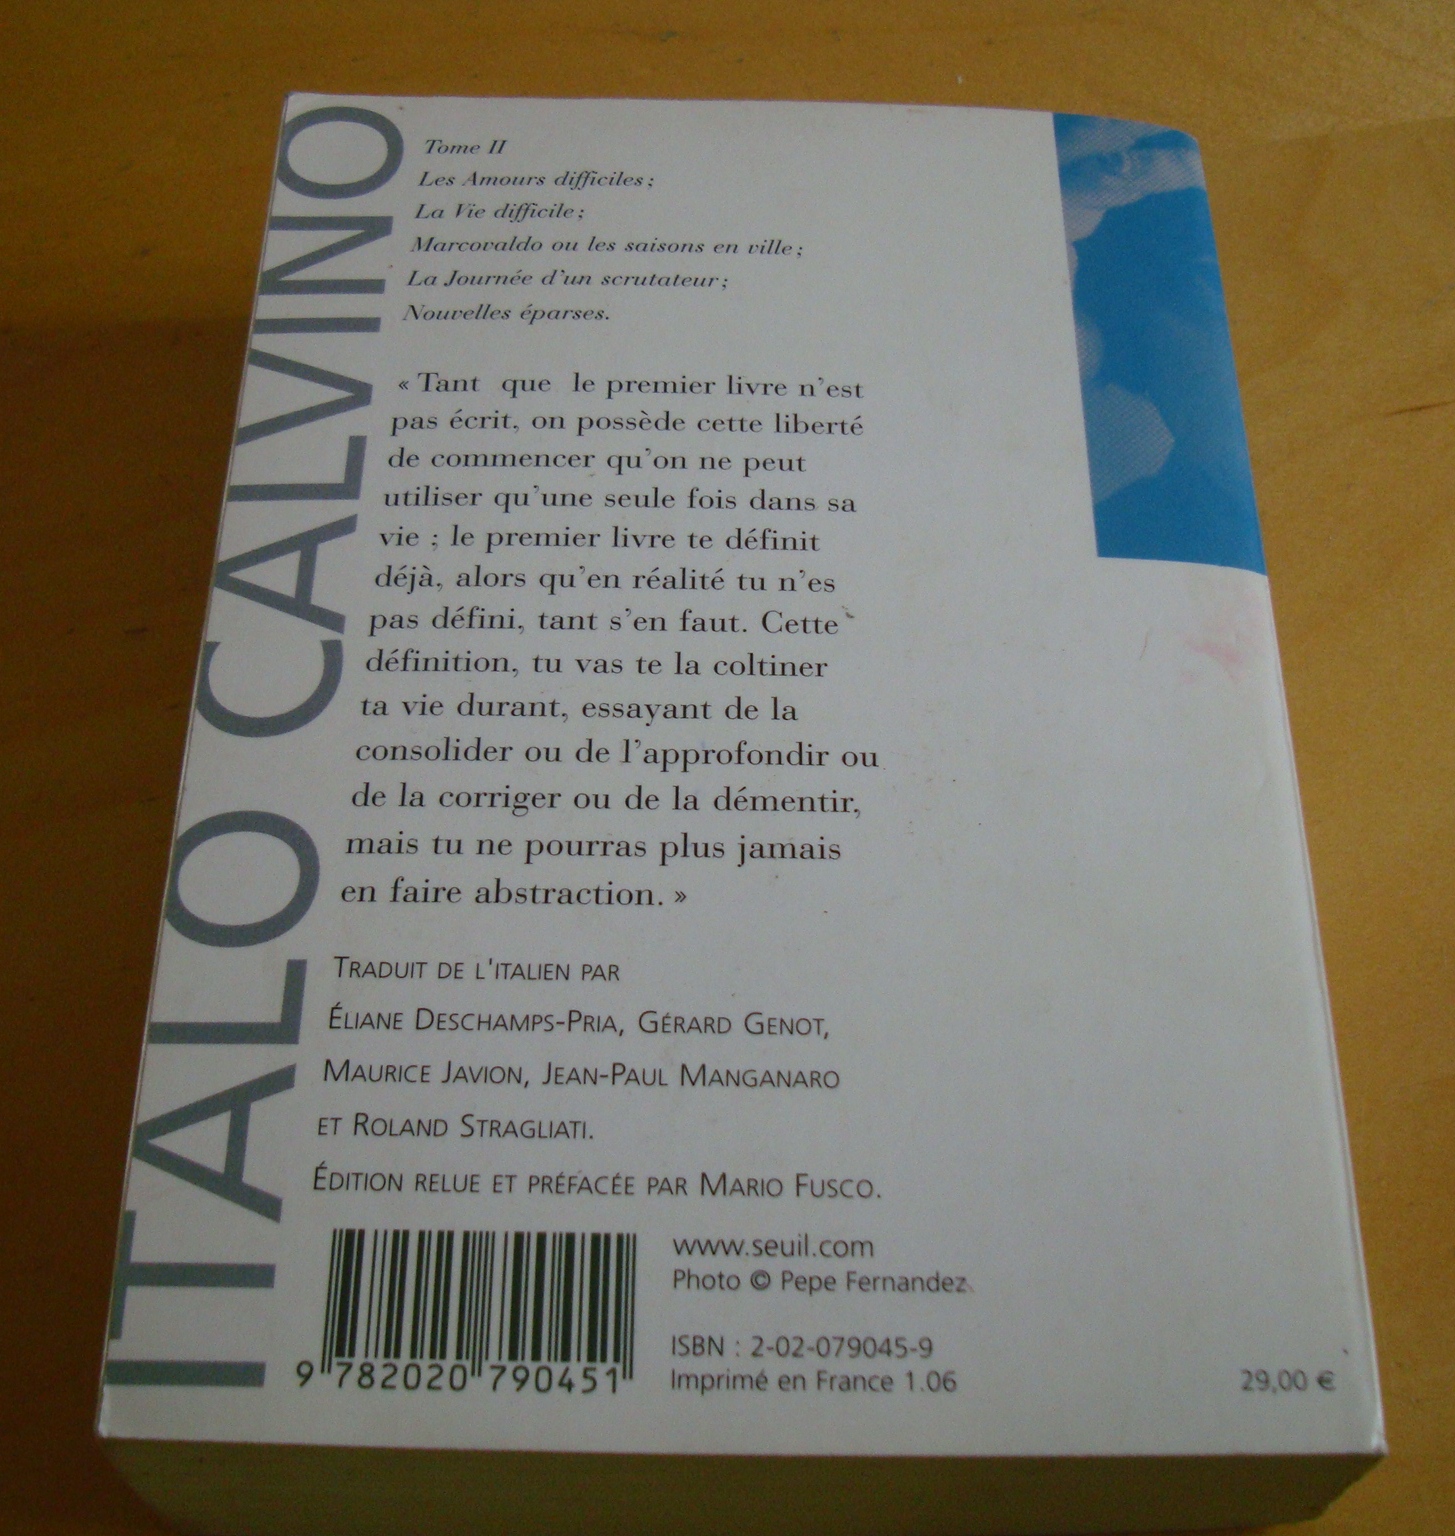 ITALO CALVINO
Tome II
Les Amours difficiles ;
La Vie difficile ;
Marcovaldo ou les saisons en ville ;
La Journée d'un scrutateur ;
Nouvelles éparses.
« Tant que le premier livre n'est
pas écrit, on possède cette liberté
de commencer qu'on ne peut
utiliser qu'une seule fois dans sa
vie ; le premier livre te définit
déjà, alors qu'en réalité tu n'es
pas défini, tant s'en faut. Cette
définition, tu vas te la coltiner
ta vie durant, essayant de la
consolider ou de l'approfondir ou
de la corriger ou de la démentir,
mais tu ne pourras plus jamais
en faire abstraction. »
TRADUIT DE L'ITALIEN PAR
ÉLIANE DESCHAMPS-PRIA, GÉRARD GENOT,
MAURICE JAVION, JEAN-PAUL MANGANARO
ET ROLAND STRAGLIATI.
ÉDITION RELUE ET PRÉFACÉE PAR MARIO FUSCO.
www.seuil.com
Photo © Pepe Fernandez
ISBN : 2-02-079045-9
Imprimé en France 1.06
29,00 €
9 782020 790451